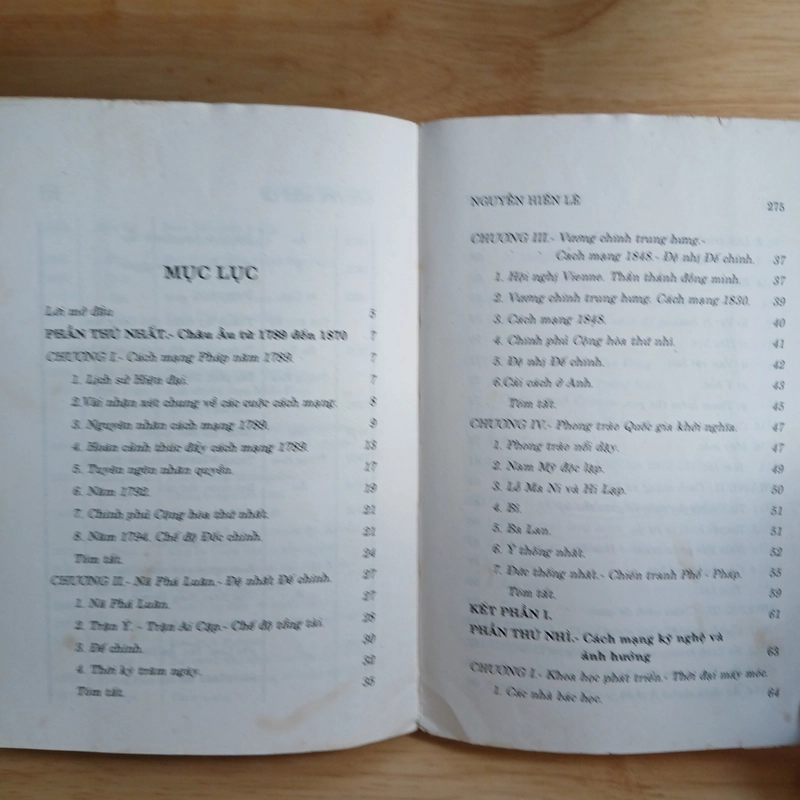 MỤC LỤC
Lời mở đầu 5
PHẦN THỨ NHẤT.- Châu Âu từ 1789 đến 1870 7
CHƯƠNG I.- Cách mạng Pháp năm 1789. 7
1. Lịch sử Hiện đại. 7
2.Vài nhận xét chung về các cuộc cách mạng. 8
3. Nguyên nhân cách mạng 1789. 9
4. Hoàn cảnh thúc đẩy cách mạng 1789. 13
5. Tuyên ngôn nhân quyền. 17
6. Năm 1792. 19
7. Chính phủ Cộng hòa thứ nhất. 21
8. Năm 1794. Chế độ Đốc chính. 21
Tóm tắt. 24
CHƯƠNG II.- Nã Phá Luân.- Đệ nhất Đế chính. 27
1. Nã Phá Luân. 27
2. Trận Ý. - Trận Ai Cập.- Chế độ tổng tài. 28
3. Đế chính. 30
4. Thời kỳ trăm ngày. 32
Tóm tắt. 35
NGUYỄN HIẾN LÊ 275
CHƯƠNG III.- Vương chính trung hưng.-
Cách mạng 1848.- Đệ nhị Đế chính. 37
1. Hội nghị Vienne. Thần thánh đồng minh. 37
2. Vương chính trung hưng. Cách mạng 1830. 39
3. Cách mạng 1848. 40
4. Chính phủ Cộng hòa thứ nhì. 41
5. Đệ nhị Đế chính. 42
6.Cải cách ở Anh. 43
Tóm tắt. 45
CHƯƠNG IV.- Phong trào Quốc gia khởi nghĩa. 47
1. Phong trào nổi dậy. 47
2. Nam Mỹ độc lập. 49
3. Lỗ Ma Ni và Hi Lạp. 50
4. Bỉ. 51
5. Ba Lan. 51
6. Ý thống nhất. 52
7. Đức thống nhất.- Chiến tranh Phổ - Pháp. 55
Tóm tắt. 59
KẾT PHẦN I. 61
PHẦN THỨ NHÌ.- Cách mạng kỹ nghệ và
ảnh hưởng 63
CHƯƠNG I.- Khoa học phát triển.- Thời đại máy móc.
1. Các nhà bác học. 64